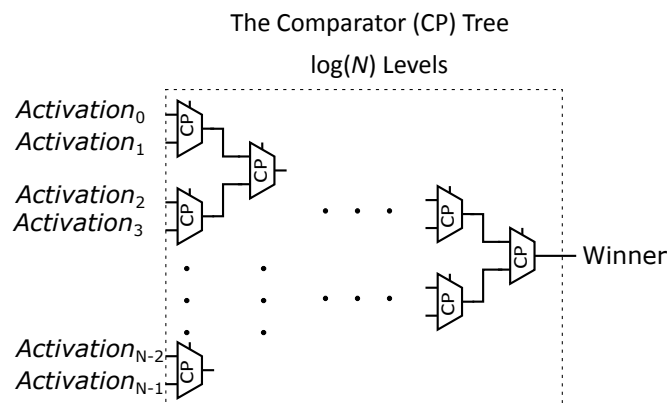 The Comparator (CP) Tree
log(N) Levels
Activation0
Activation1
CP
CP
Activation2
Activation3
CP
CP
CP
Winner
CP
ActivationN-2
ActivationN-1
CP